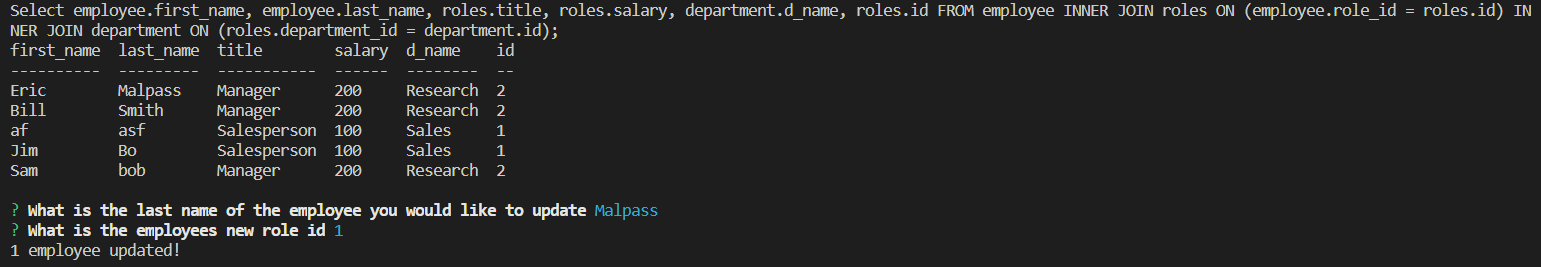 Select employee.first_name, employee.last_name, roles.title, roles.salary, department.d_name, roles.id FROM employee INNER JOIN roles ON (employee.role_id = roles.id) IN
NER JOIN department ON (roles.department_id = department.id);
first_name  last_name  title        salary  d_name    id
----------  ---------  -----------  ------  --------  --
Eric        Malpass    Manager      200     Research  2
Bill        Smith      Manager      200     Research  2
af          asf        Salesperson  100     Sales     1
Jim         Bo         Salesperson  100     Sales     1
Sam         bob        Manager      200     Research  2
? What is the last name of the employee you would like to update Malpass
? What is the employees new role id 1
1 employee updated!